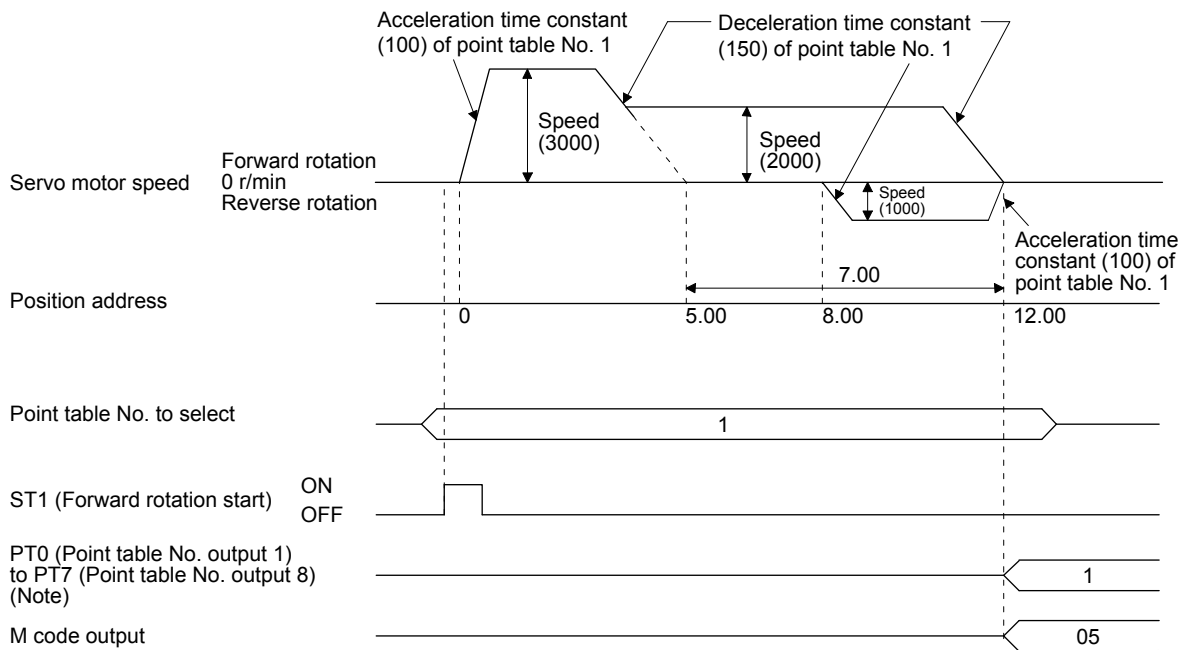 Acceleration time constant
(100) of point table No. 1
Deceleration time constant
(150) of point table No. 1
Speed
(3000)
Speed
(2000)
Speed
(1000)
Servo motor speed
Forward rotation
0 r/min
Reverse rotation
Acceleration time
constant (100) of
point table No. 1
7.00
Position address
0
5.00
8.00
12.00
Point table No. to select
1
ST1 (Forward rotation start)
ON
OFF
PT0 (Point table No. output 1)
to PT7 (Point table No. output 8)
(Note)
1
M code output
05